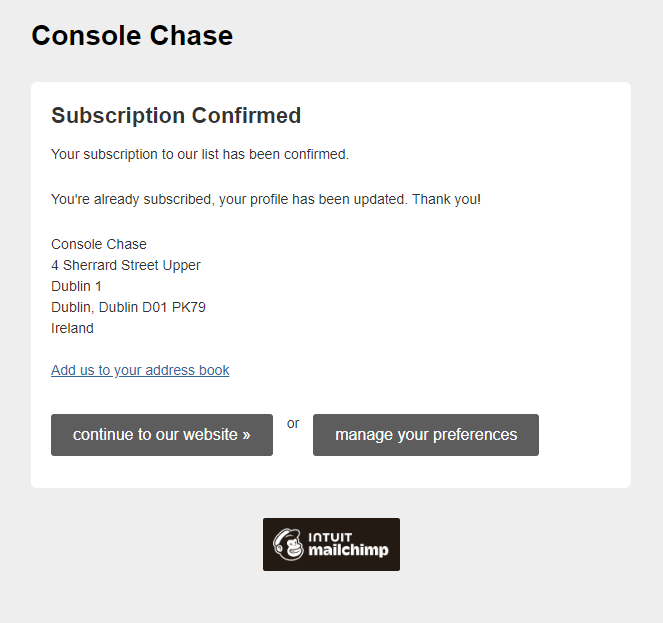 Console Chase
Subscription Confirmed
Your subscription to our list has been confirmed.
You're already subscribed, your profile has been updated. Thank you!
Console Chase
4 Sherrard Street Upper
Dublin 1
Dublin, Dublin D01 PK79
Ireland
Add us to your address book
continue to our website »
or
manage your preferences
INTUIT
mailchimp